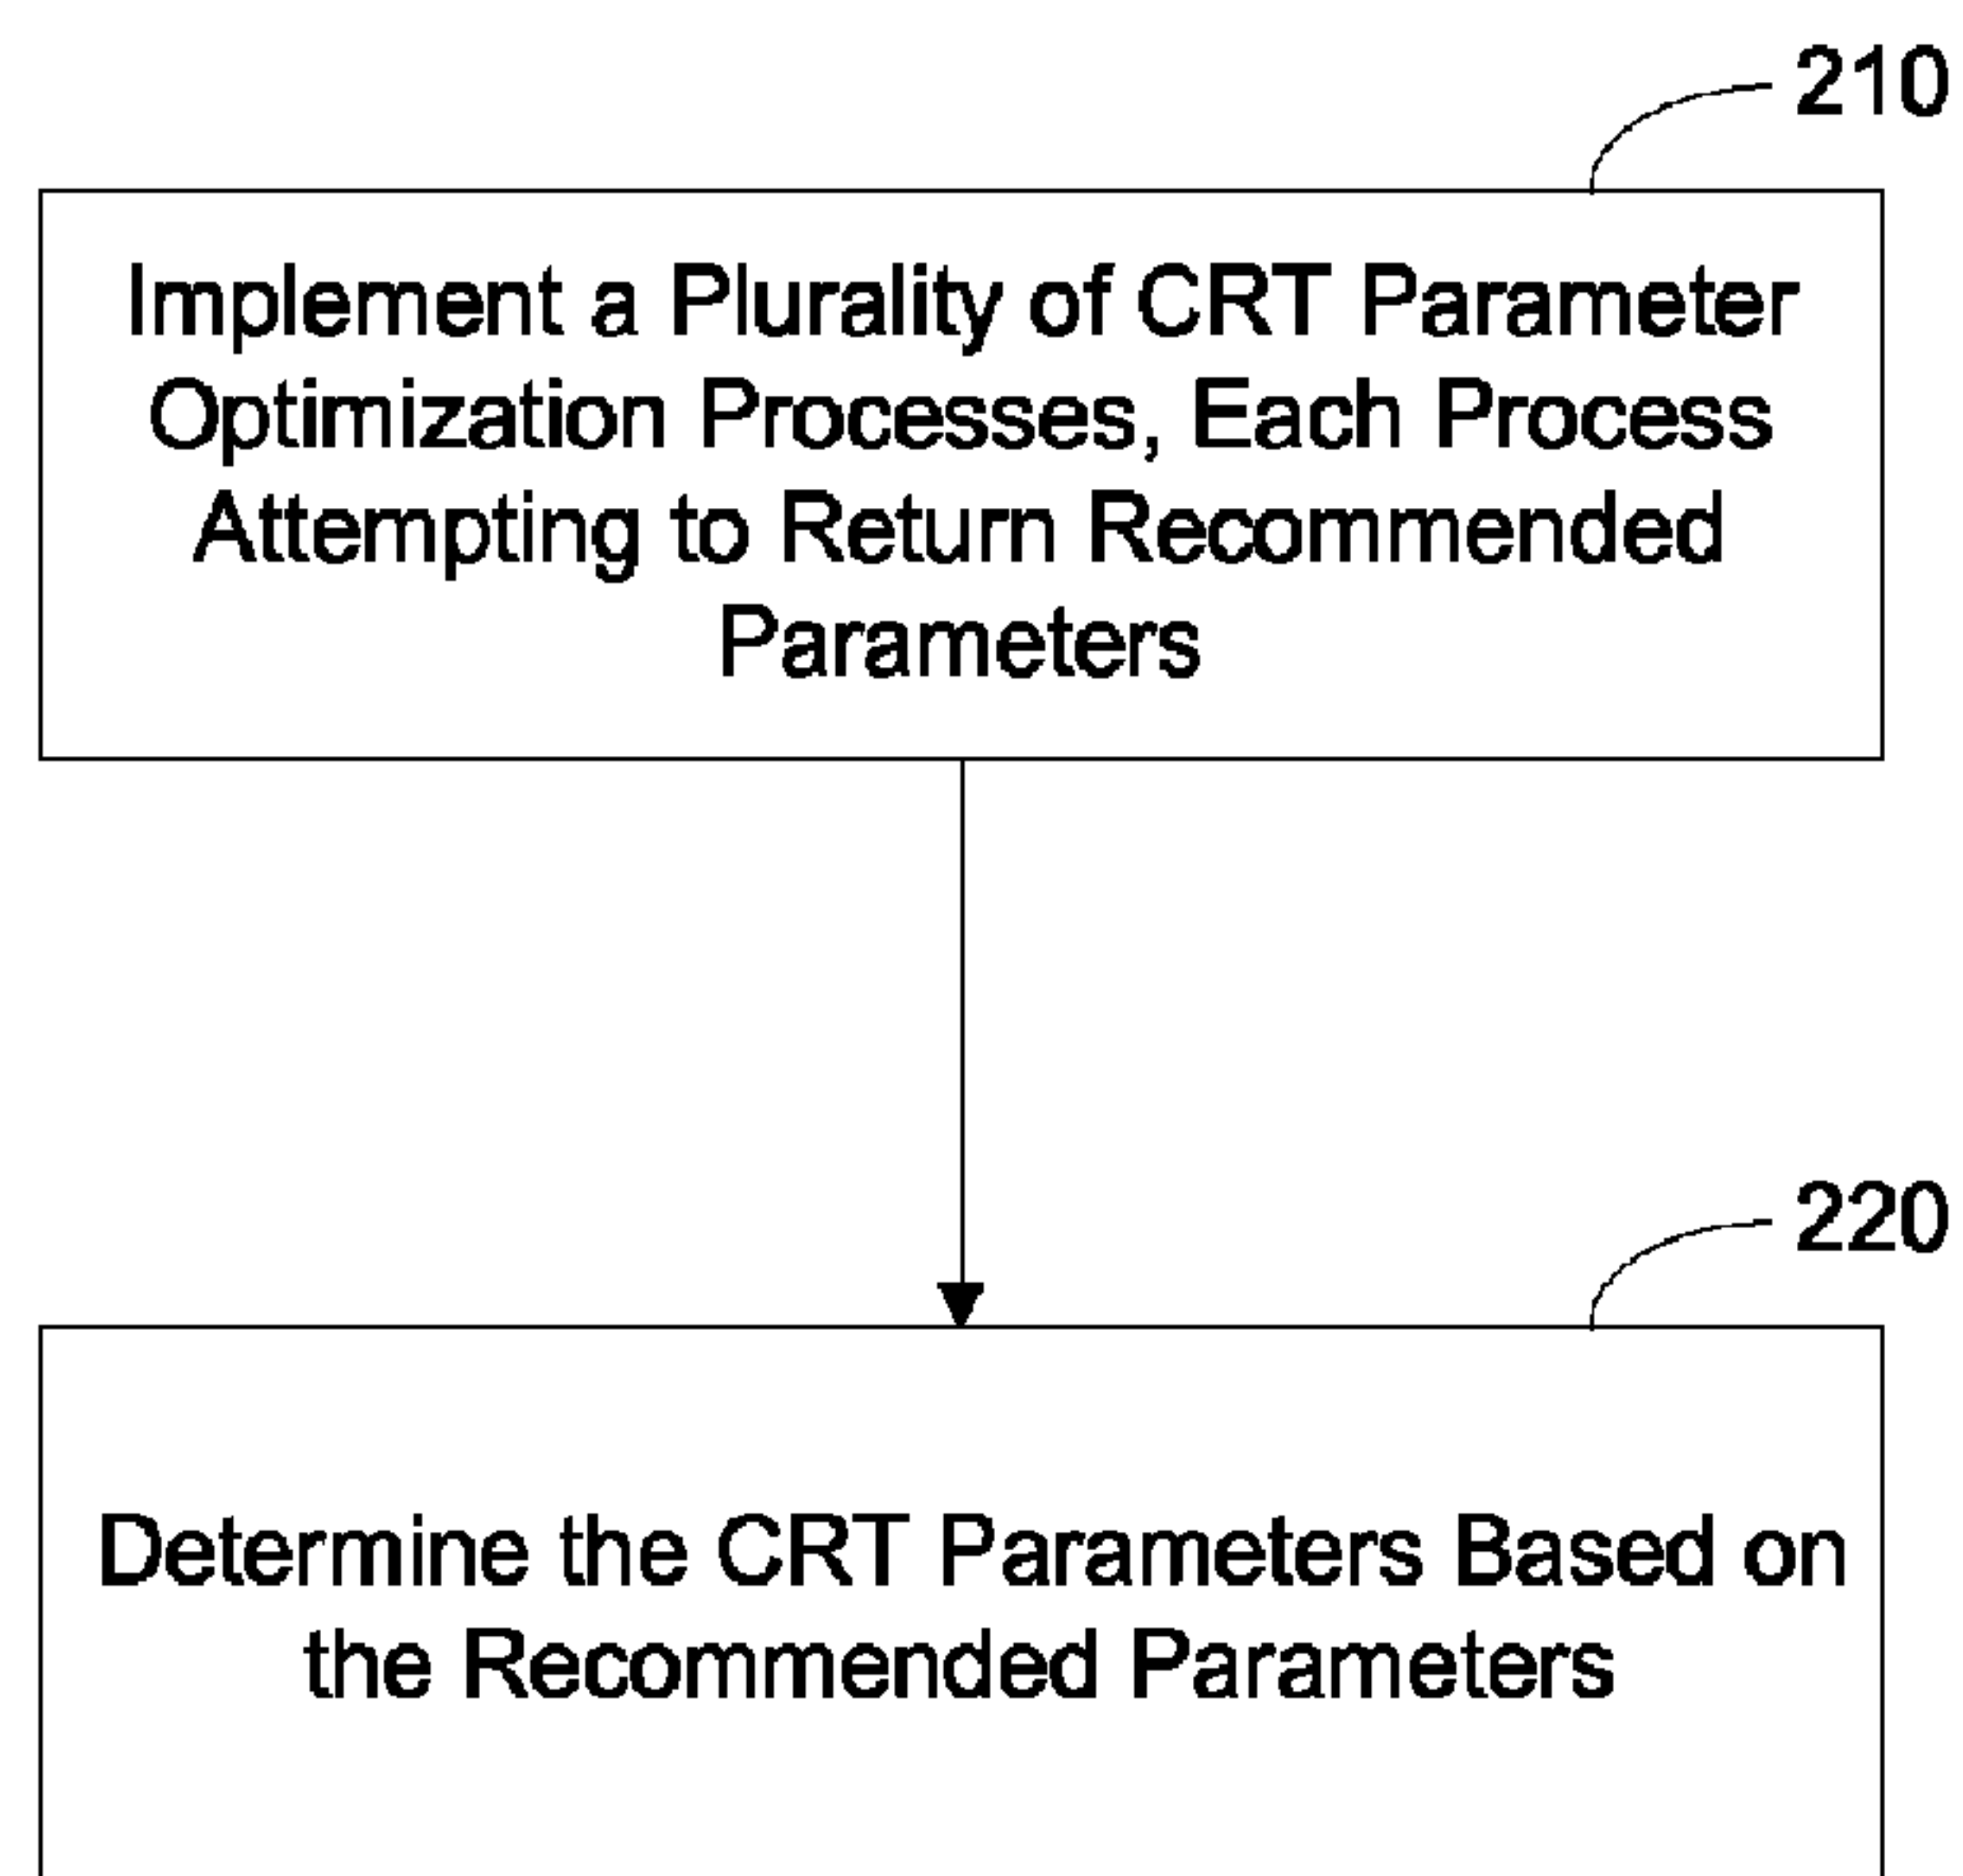 210
Implement a Plurality of CRT Parameter
Optimization Processes, Each Process
Attempting to Return Recommended
Parameters
220
Determine the CRT Parameters Based on
the Recommended Parameters